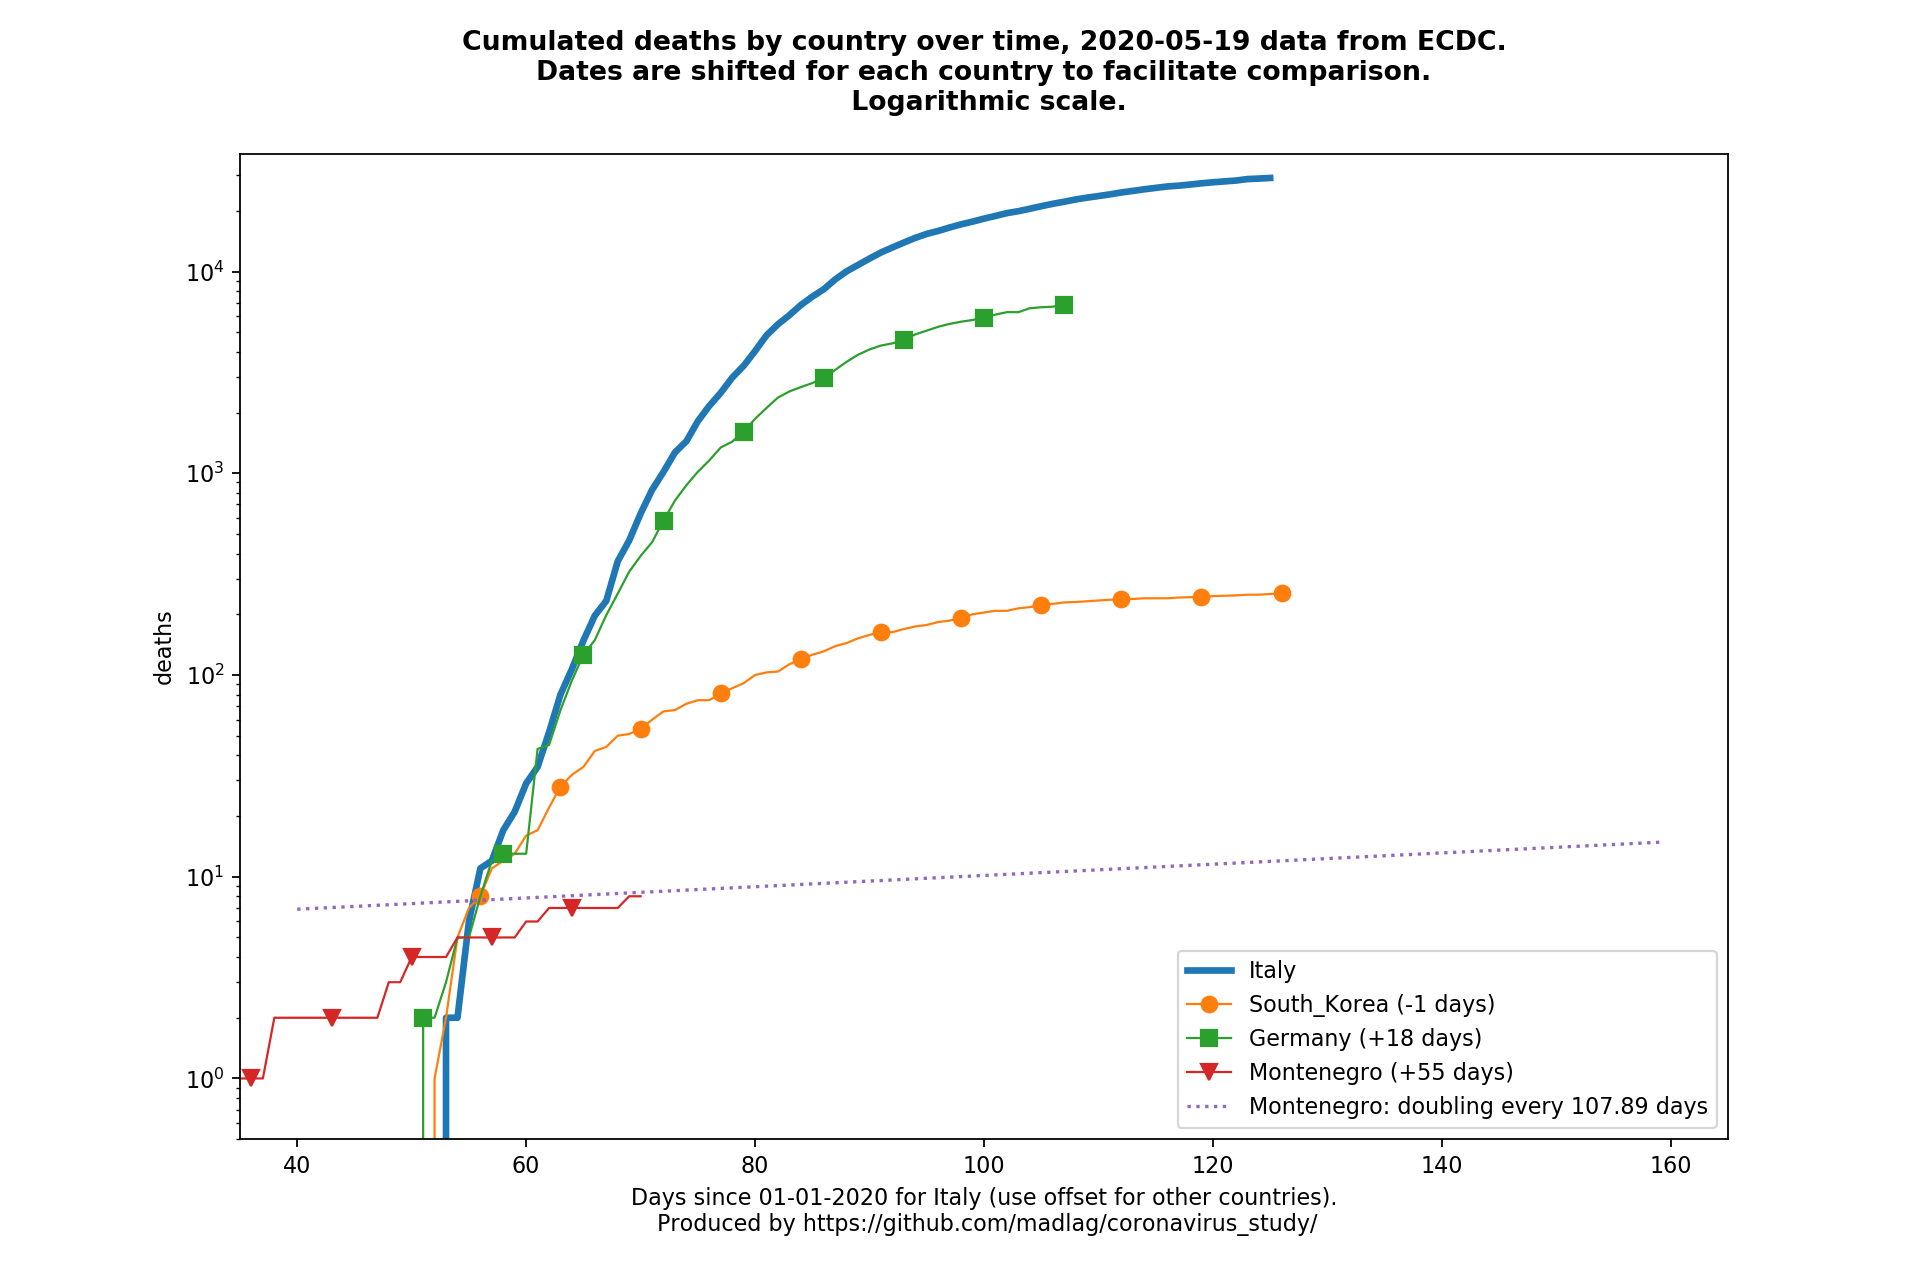 Cumulated deaths by country over time, 2020-05-19 data from ECDC.
Dates are shifted for each country to facilitate comparison.
Logarithmic scale.
deaths
10^4
10^3
10^2
10^1
10^0
40 60 80 100 120 140 160
Italy
South_Korea (-1 days)
Germany (+18 days)
Montenegro (+55 days)
Montenegro: doubling every 107.89 days
Days since 01-01-2020 for Italy (use offset for other countries).
Produced by https://github.com/madlag/coronavirus_study/